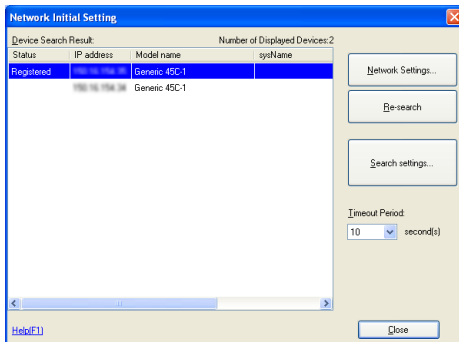 Network Initial Setting
Device Search Result: Number of Displayed Devices:2
Status IP address Model name sysName
Registered Generic 45C-1
Generic 45C-1
Network Settings...
Re-search
Search settings...
Timeout Period:
10 second(s)
Help(F1)
Close